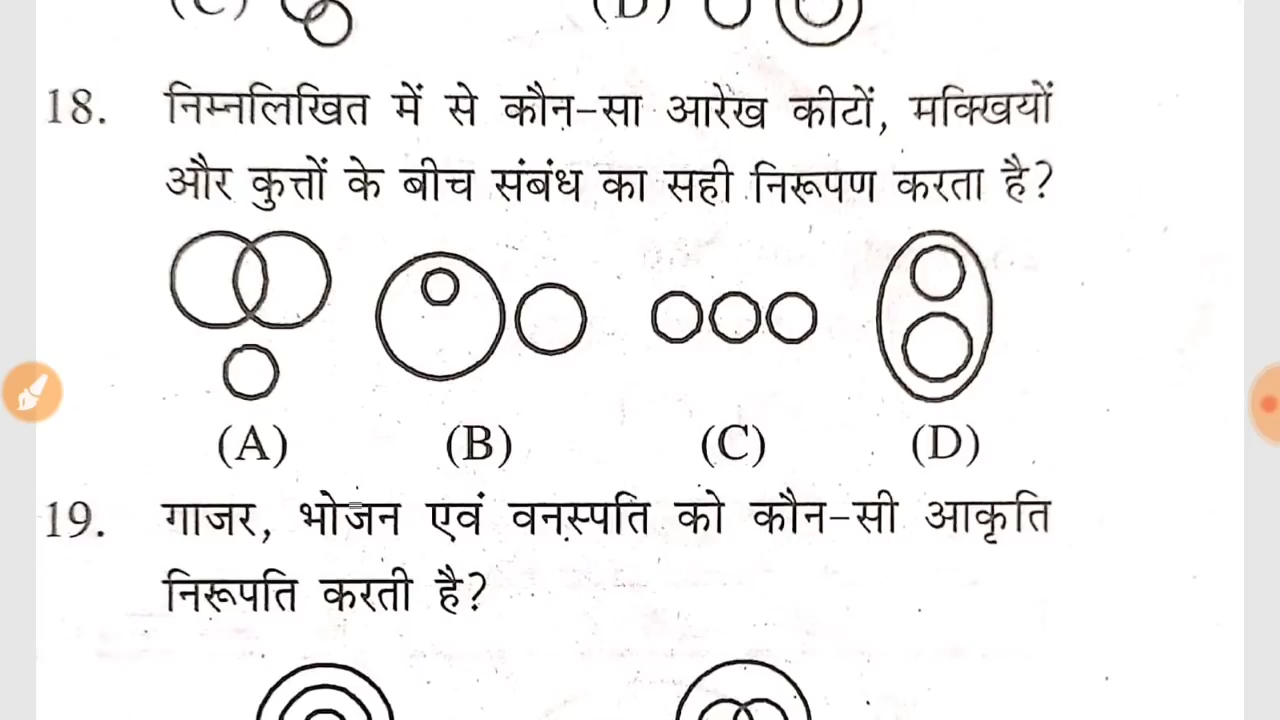 (C) (D)
18. निम्नलिखित में से कौन-सा आरेख कीटों, मक्खियों
और कुत्तों के बीच संबंध का सही निरूपण करता है?
(A) (B) (C) (D)
19. गाजर, भोजन एवं वनस्पति को कौन-सी आकृति
निरूपति करती है?